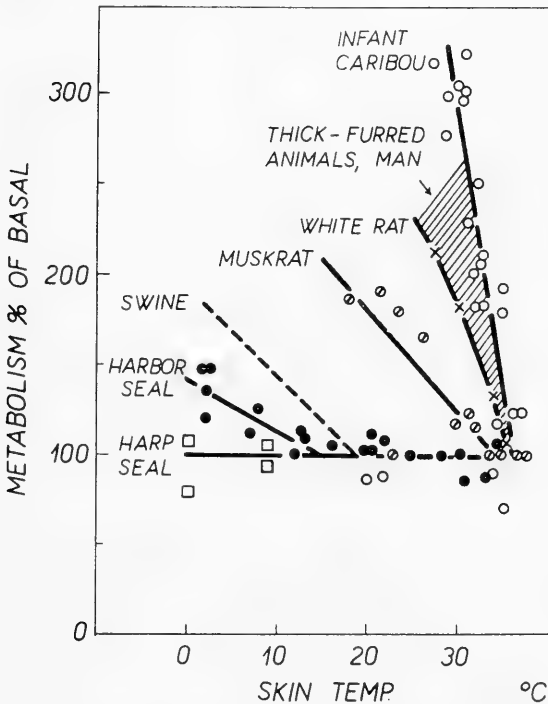 INFANT
CARIBOU
THICK-FURRED
ANIMALS, MAN
WHITE RAT
MUSKRAT
SWINE
HARBOR
SEAL
HARP
SEAL
METABOLISM % OF BASAL
300
200
100
0
0 10 20 30 °C
SKIN TEMP.